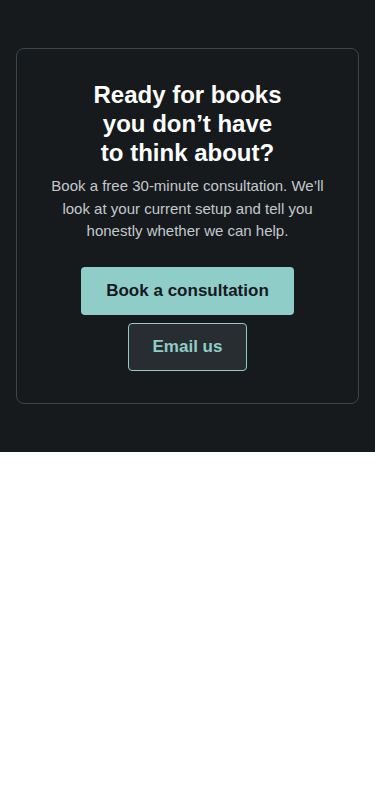 Ready for books
you don’t have
to think about?
Book a free 30-minute consultation. We’ll
look at your current setup and tell you
honestly whether we can help.
Book a consultation
Email us